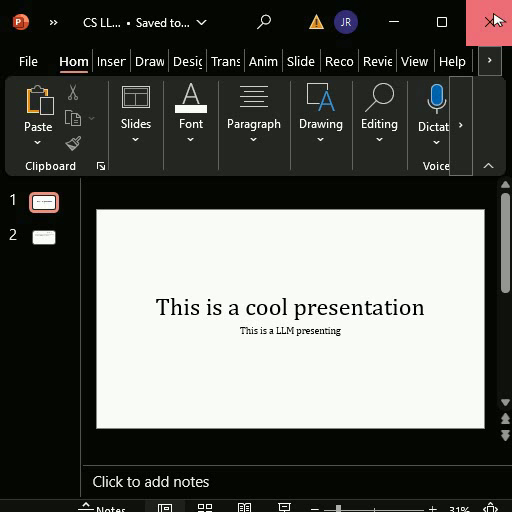 CS LL... • Saved to...
JR
File Hom Inser Draw Desig Trans Anim Slide Reco Revie View Help
Paste Slides Font Paragraph Drawing Editing Dictat
Clipboard Voice
1
2
This is a cool presentation
This is a LLM presenting
Click to add notes
Notes 31%